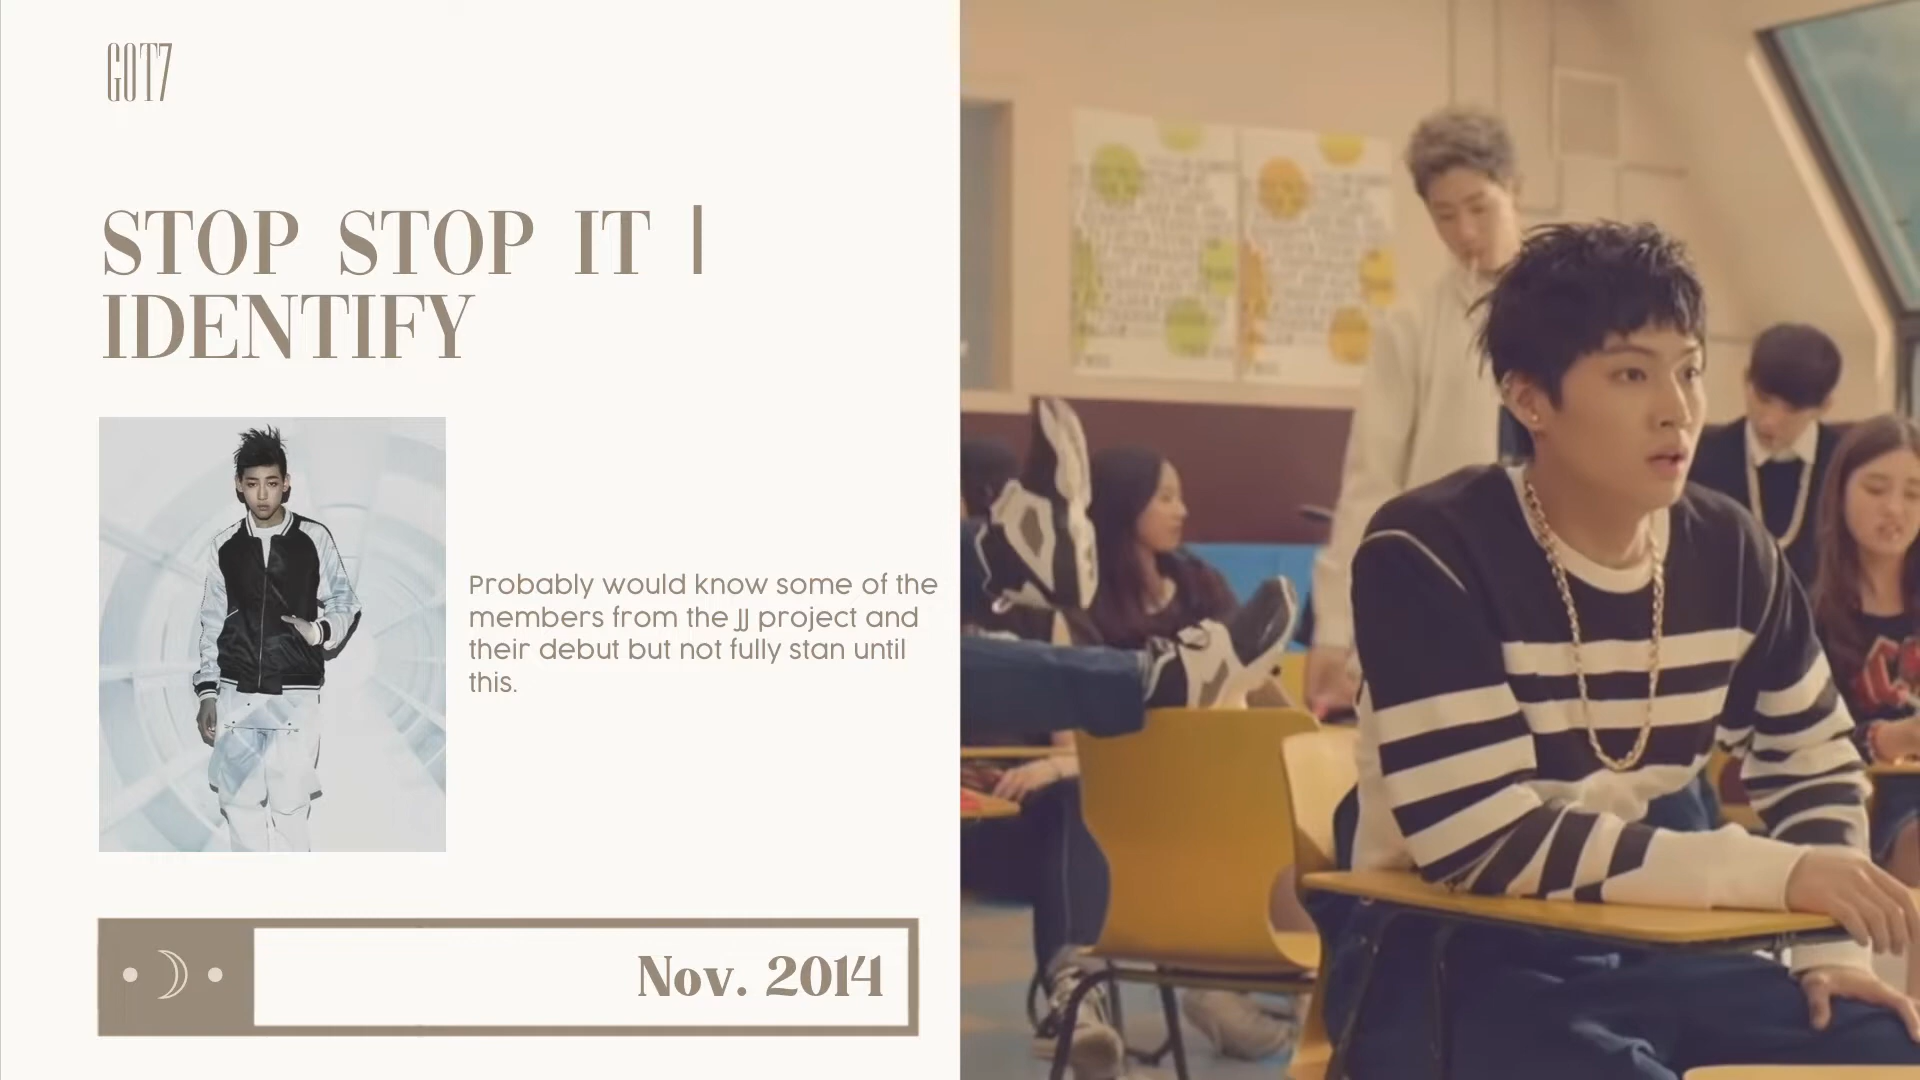 GOT7
STOP STOP IT |
IDENTIFY
Probably would know some of the
members from the JJ project and
their debut but not fully stan until
this.
Nov. 2014